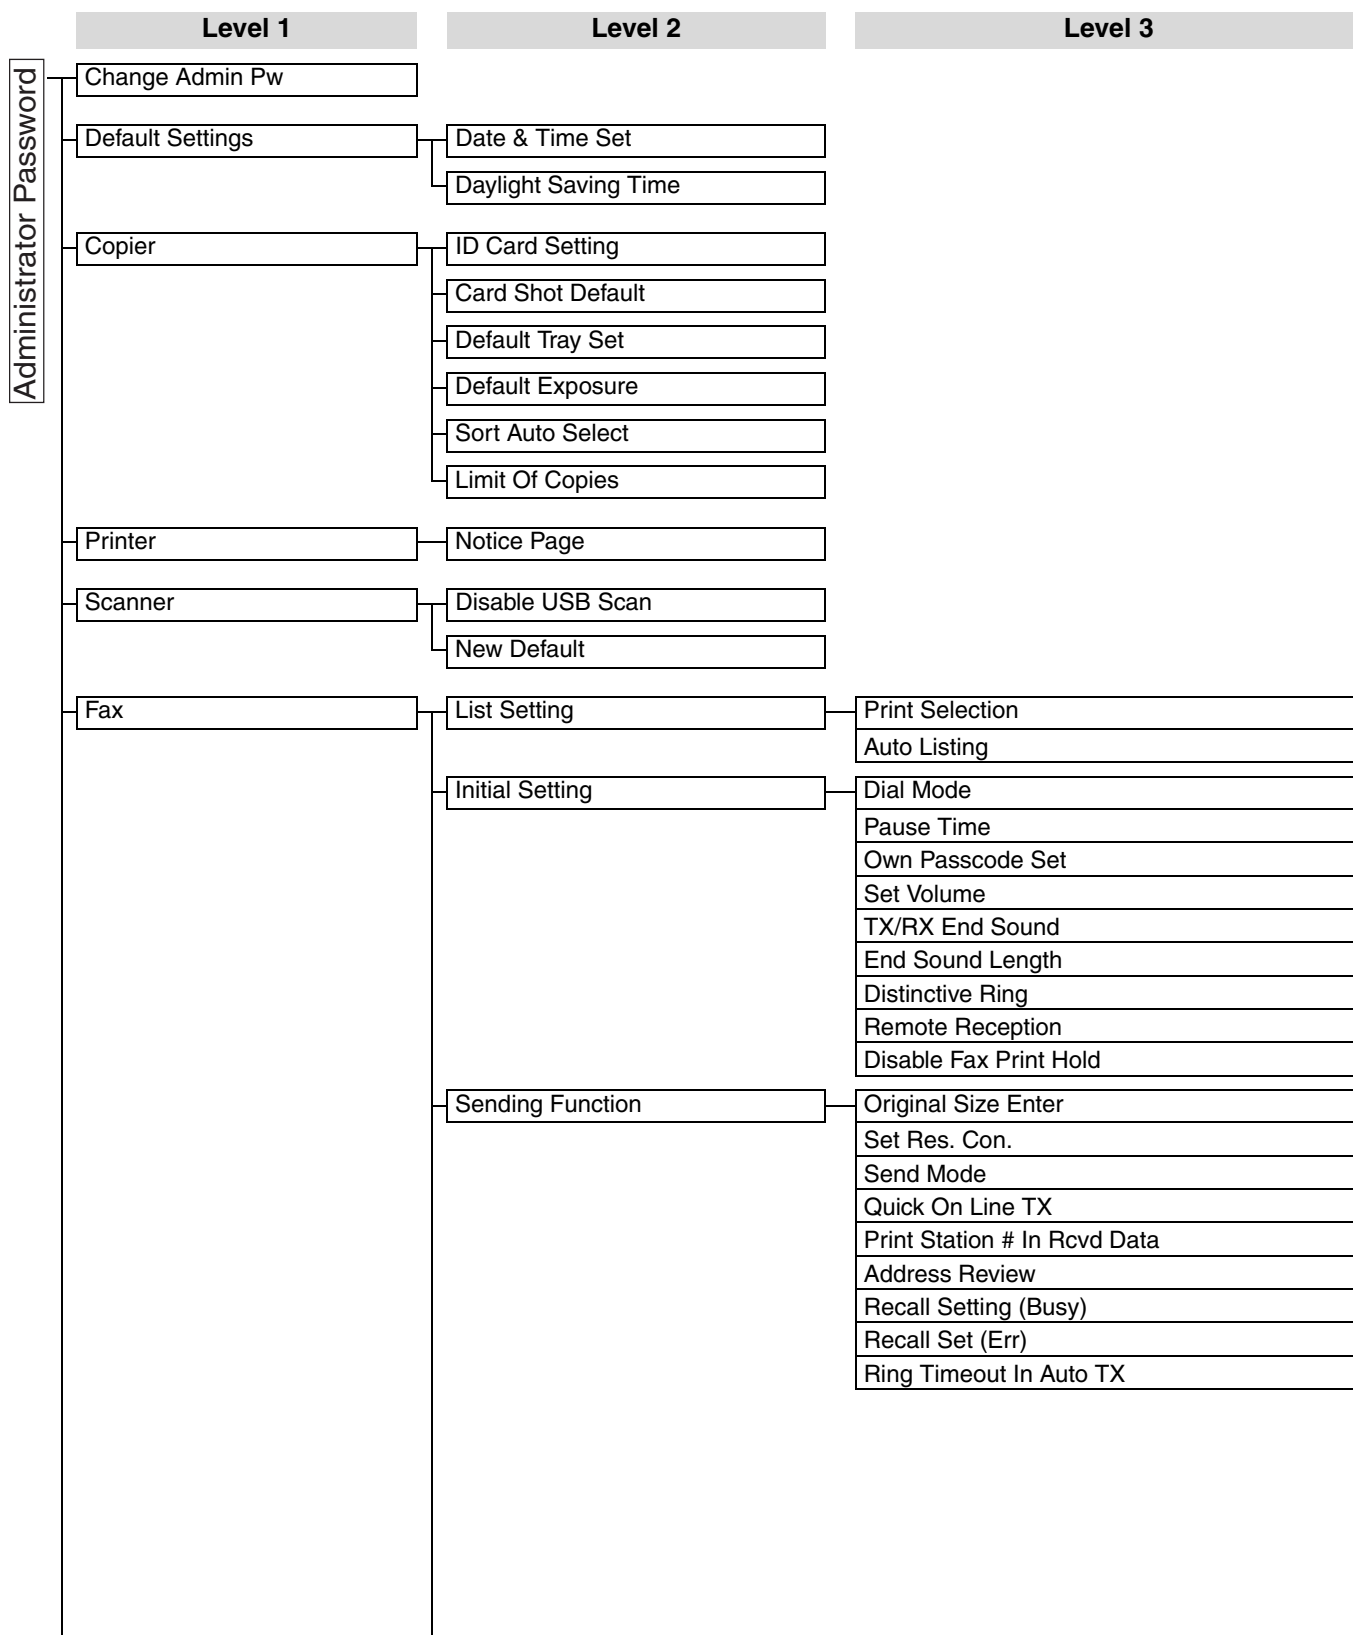 Level 1 Level 2 Level 3
Administrator Password
Change Admin Pw
Default Settings Date & Time Set
Daylight Saving Time
Copier ID Card Setting
Card Shot Default
Default Tray Set
Default Exposure
Sort Auto Select
Limit Of Copies
Printer Notice Page
Scanner Disable USB Scan
New Default
Fax List Setting Print Selection
Auto Listing
Initial Setting Dial Mode
Pause Time
Own Passcode Set
Set Volume
TX/RX End Sound
End Sound Length
Distinctive Ring
Remote Reception
Disable Fax Print Hold
Sending Function Original Size Enter
Set Res. Con.
Send Mode
Quick On Line TX
Print Station # In Rcvd Data
Address Review
Recall Setting (Busy)
Recall Set (Err)
Ring Timeout In Auto TX